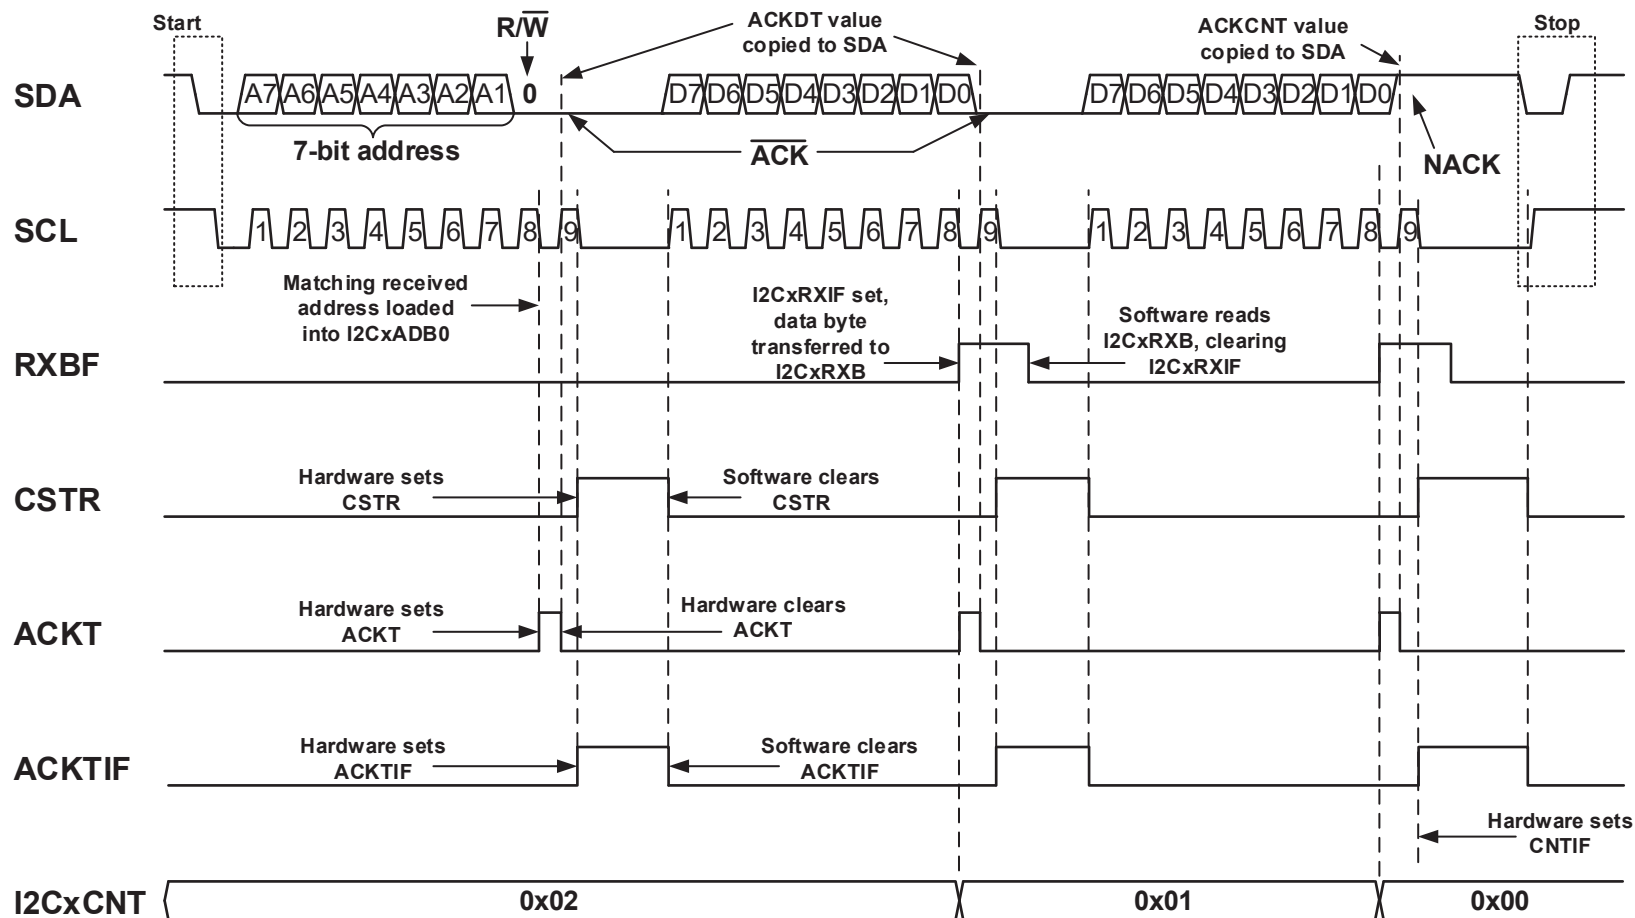 Start
R/W
ACKDT value
copied to SDA
ACKCNT value
copied to SDA
Stop
SDA
A7 A6 A5 A4 A3 A2 A1 0 D7 D6 D5 D4 D3 D2 D1 D0 D7 D6 D5 D4 D3 D2 D1 D0
7-bit address
ACK
NACK
SCL
1 2 3 4 5 6 7 8 9 1 2 3 4 5 6 7 8 9 1 2 3 4 5 6 7 8 9
Matching received
address loaded
into I2CxADB0
I2CxRXIF set,
data byte
transferred to
I2CxRXB
Software reads
I2CxRXB, clearing
I2CxRXIF
RXBF
Hardware sets
CSTR
Software clears
CSTR
CSTR
Hardware sets
ACKT
Hardware clears
ACKT
ACKT
Hardware sets
ACKTIF
Software clears
ACKTIF
ACKTIF
Hardware sets
CNTIF
I2CxCNT
0x02 0x01 0x00